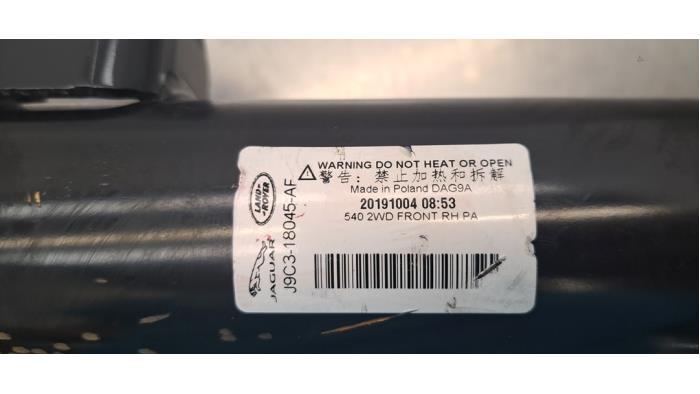 WARNING DO NOT HEAT OR OPEN
警告：禁止加热和拆解
Made in Poland DAG9A
20191004 08:53
540 2WD FRONT RH PA
LAND-
ROVER
JAGUAR
J9C3-18045-AF